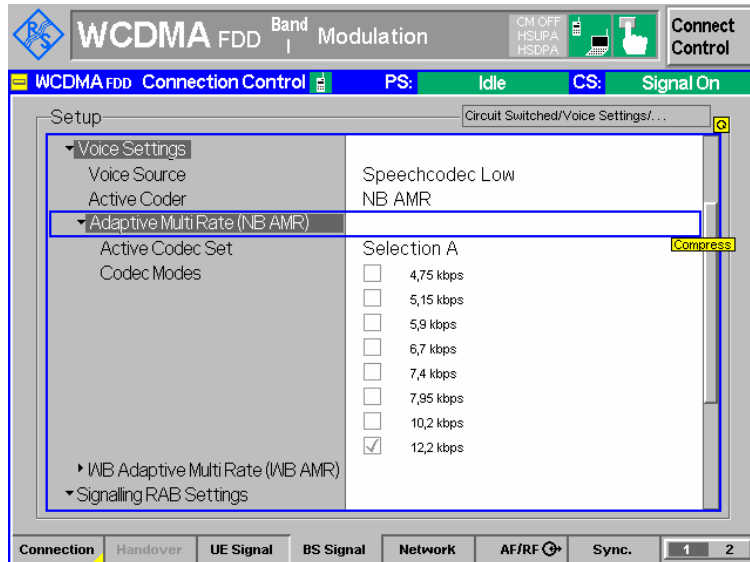 R&S WCDMA FDD Band I Modulation CM OFF HSUPA HSDPA Connect Control
WCDMA FDD Connection Control PS: Idle CS: Signal On
Setup Circuit Switched/Voice Settings/...
Voice Settings
Voice Source Speechcodec Low
Active Coder NB AMR
Adaptive Multi Rate (NB AMR)
Compress
Active Codec Set Selection A
Codec Modes 4,75 kbps
5,15 kbps
5,9 kbps
6,7 kbps
7,4 kbps
7,95 kbps
10,2 kbps
12,2 kbps
WB Adaptive Multi Rate (WB AMR)
Signalling RAB Settings
Connection Handover UE Signal BS Signal Network AF/RF Sync. 1 2